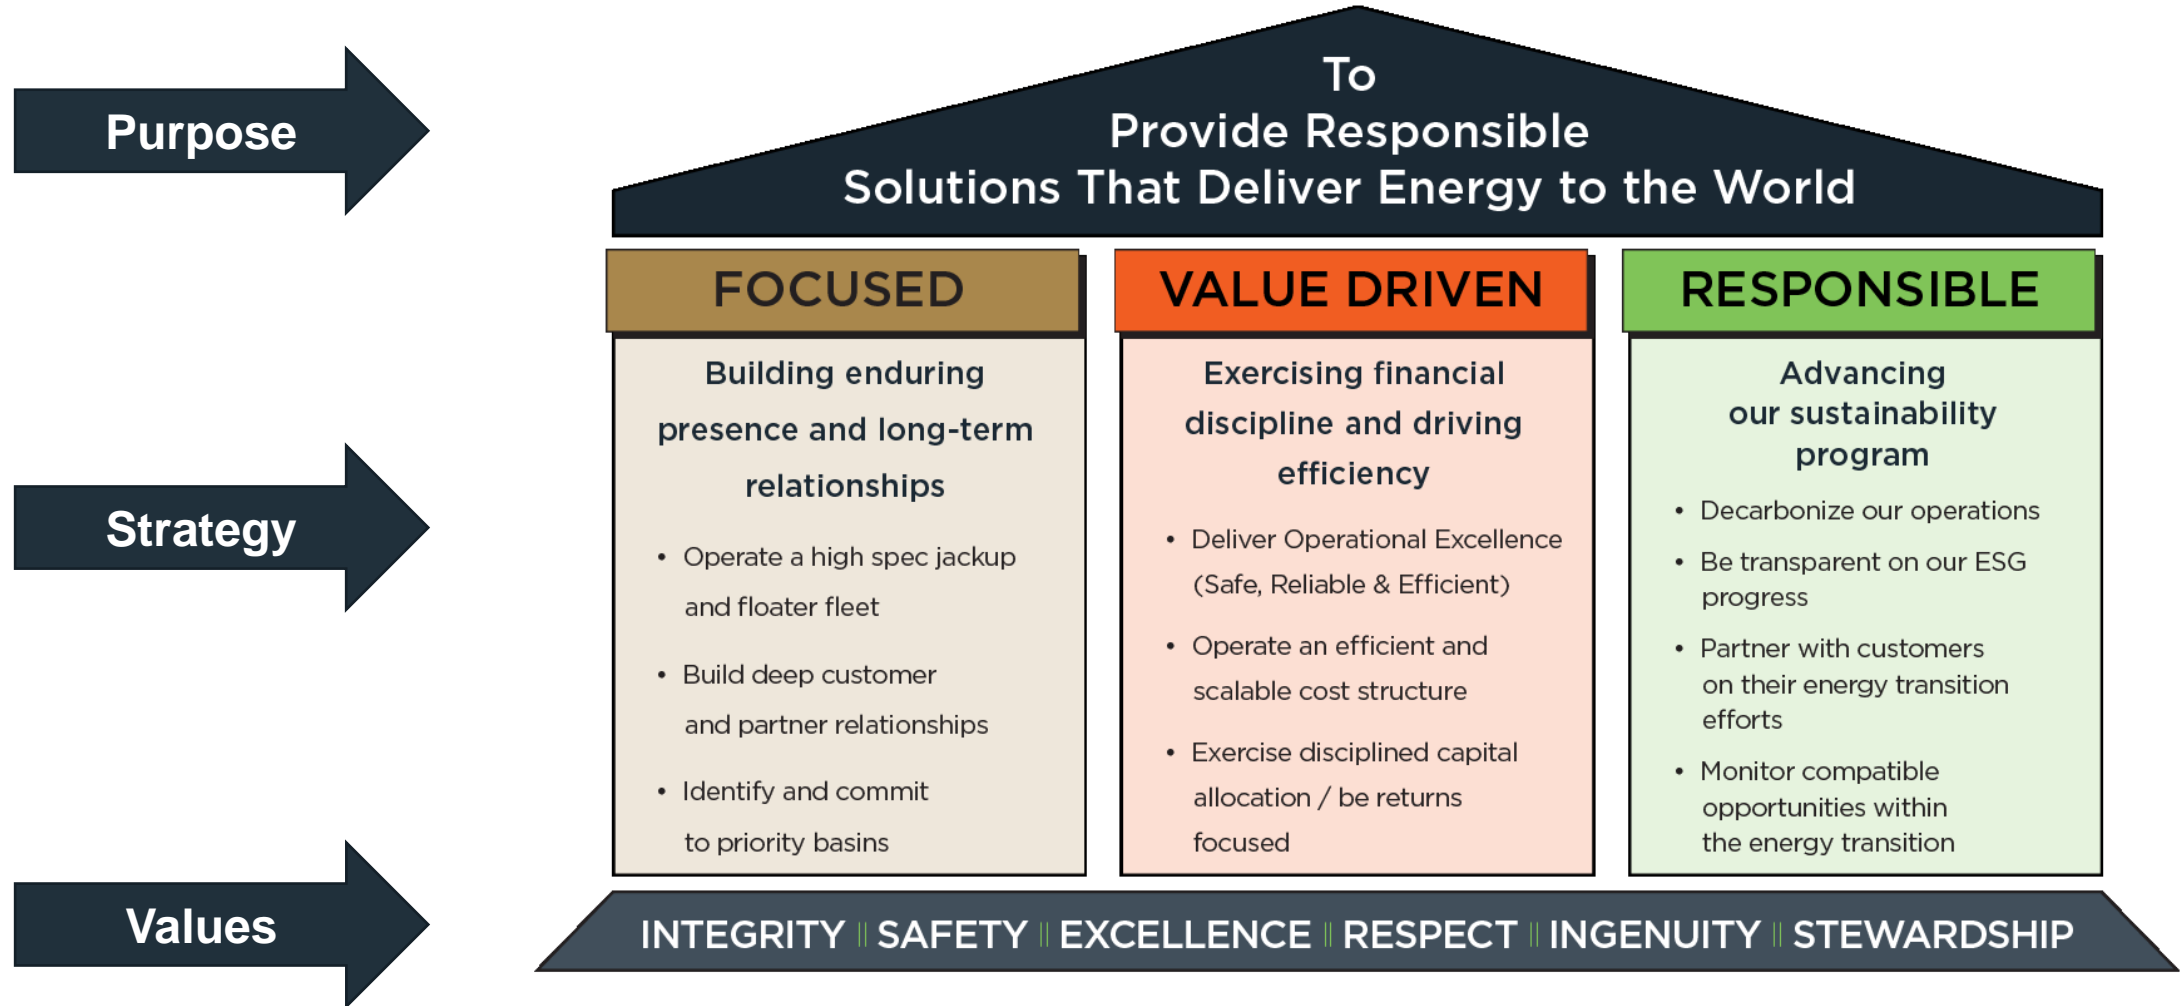 Purpose
To
Provide Responsible
Solutions That Deliver Energy to the World
Strategy
FOCUSED
Building enduring
presence and long-term
relationships
• Operate a high spec jackup
and floater fleet
• Build deep customer
and partner relationships
• Identify and commit
to priority basins
VALUE DRIVEN
Exercising financial
discipline and driving
efficiency
• Deliver Operational Excellence
(Safe, Reliable & Efficient)
• Operate an efficient and
scalable cost structure
• Exercise disciplined capital
allocation / be returns
focused
RESPONSIBLE
Advancing
our sustainability
program
• Decarbonize our operations
• Be transparent on our ESG
progress
• Partner with customers
on their energy transition
efforts
• Monitor compatible
opportunities within
the energy transition
Values
INTEGRITY || SAFETY || EXCELLENCE || RESPECT || INGENUITY || STEWARDSHIP